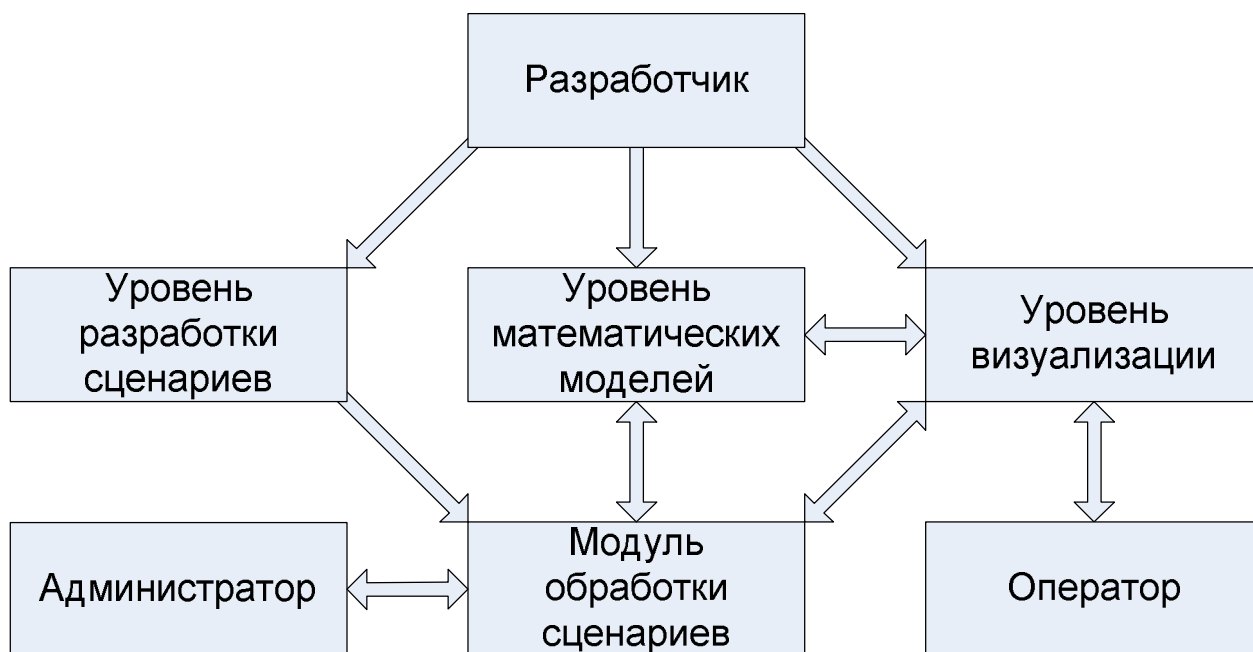 Разработчик
Уровень
разработки
сценариев
Уровень
математических
моделей
Уровень
визуализации
Администратор
Модуль
обработки
сценариев
Оператор